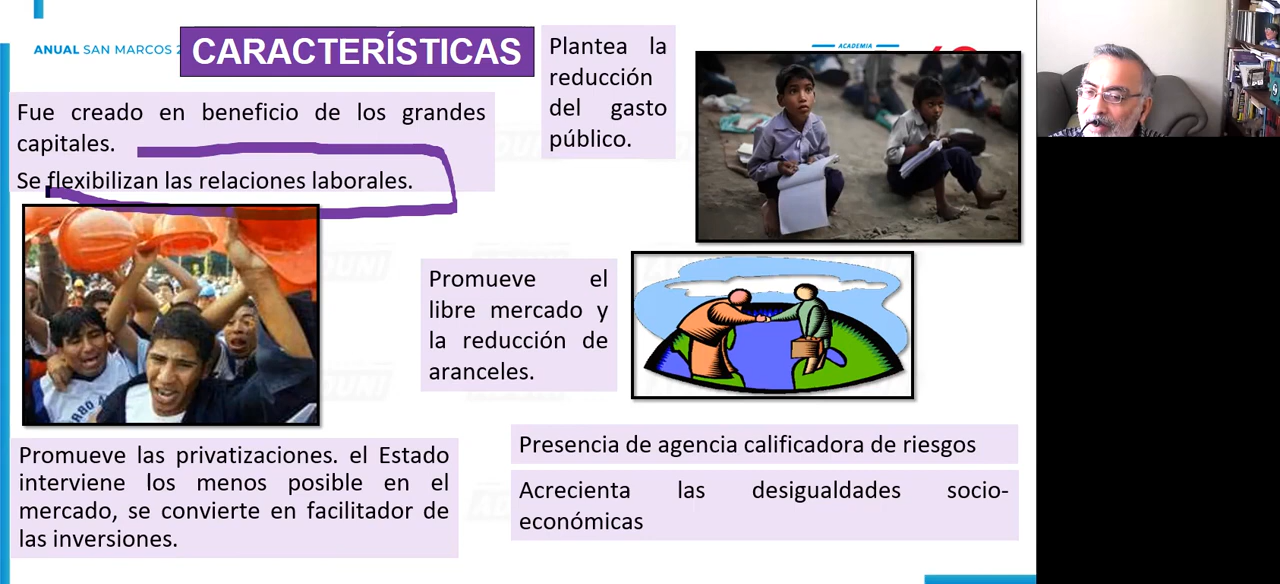 ANUAL SAN MARCOS 2
CARACTERÍSTICAS
ACADEMIA
Plantea la
reducción
del gasto
público.
Fue creado en beneficio de los grandes
capitales.
Se flexibilizan las relaciones laborales.
Promueve el
libre mercado y
la reducción de
aranceles.
Promueve las privatizaciones. el Estado
interviene los menos posible en el
mercado, se convierte en facilitador de
las inversiones.
Presencia de agencia calificadora de riesgos
Acrecienta las desigualdades socio-
económicas